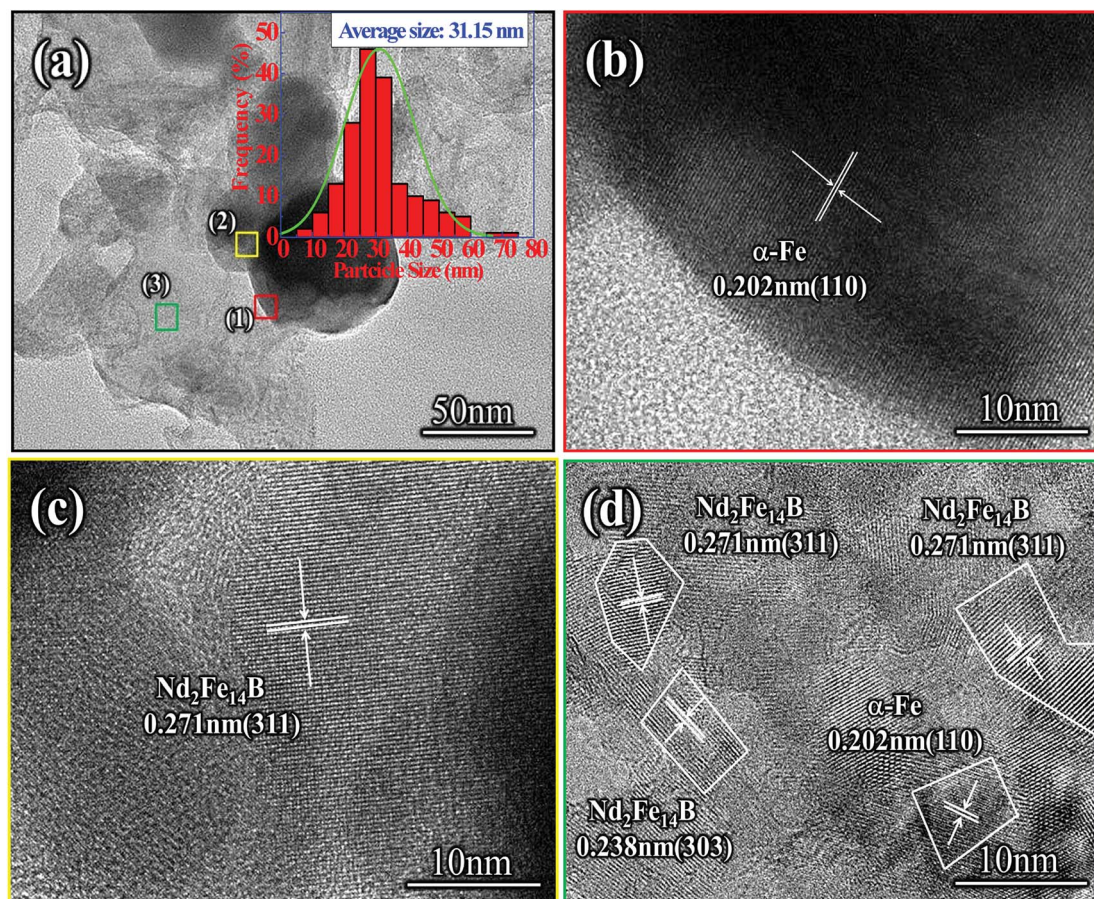 (a)
Average size: 31.15 nm
Frequency (%)
50
40
30
20
10
0
0 10 20 30 40 50 60 70 80
Partcicle Size (nm)
(2)
(3)
(1)
50nm
(b)
α-Fe
0.202nm(110)
10nm
(c)
Nd₂Fe₁₄B
0.271nm(311)
10nm
(d)
Nd₂Fe₁₄B
0.271nm(311)
Nd₂Fe₁₄B
0.271nm(311)
α-Fe
0.202nm(110)
Nd₂Fe₁₄B
0.238nm(303)
10nm